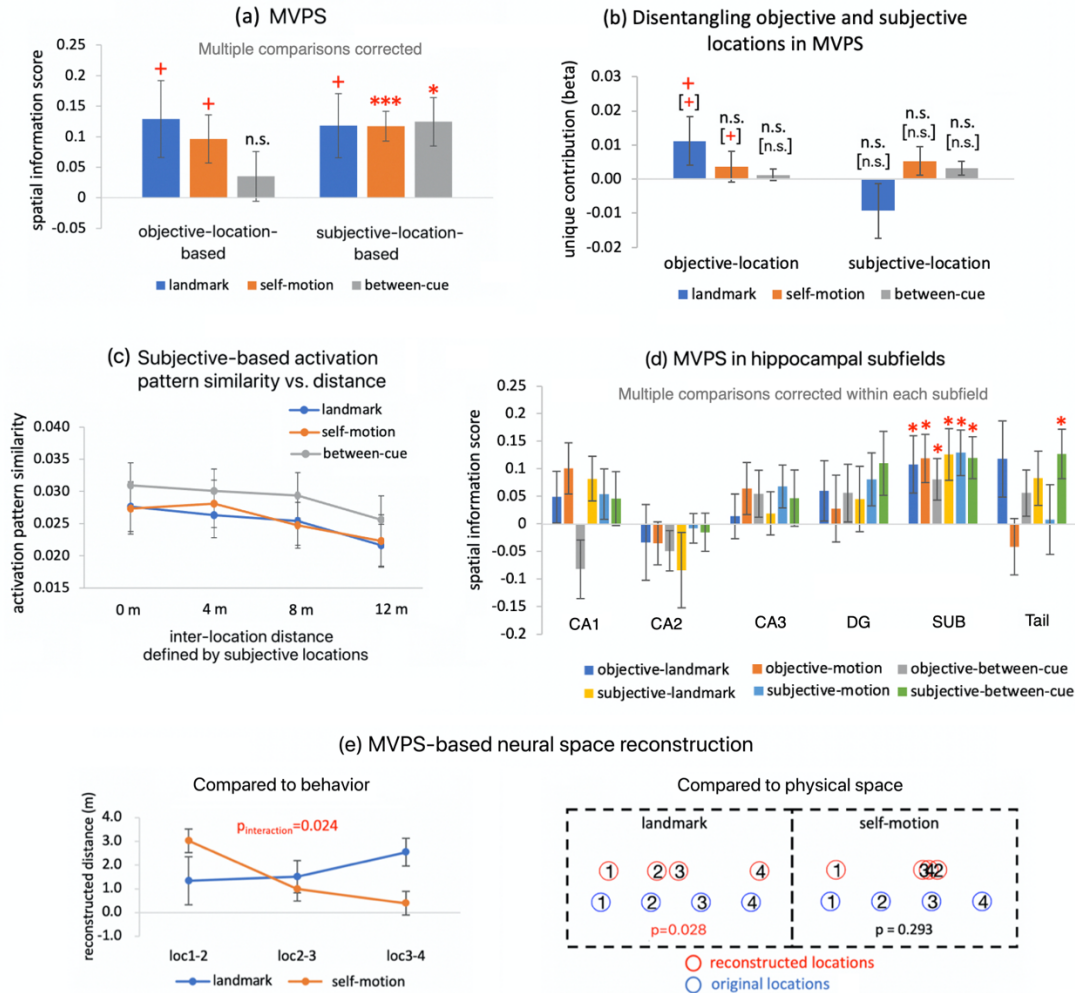 (a) MVPS
Multiple comparisons corrected
spatial information score
0.25
0.2
0.15
0.1
0.05
0
-0.05
+
+
n.s.
+
***
*
objective-location-
based
subjective-location-
based
landmark
self-motion
between-cue
(b) Disentangling objective and subjective
locations in MVPS
unique contribution (beta)
0.03
0.02
0.01
0.00
-0.01
-0.02
+
[+]
n.s.
[+]
n.s.
[n.s.]
n.s.
[n.s.]
n.s.
[n.s.]
n.s.
[n.s.]
objective-location
subjective-location
landmark
self-motion
between-cue
(c) Subjective-based activation
pattern similarity vs. distance
activation pattern similarity
0.040
0.035
0.030
0.025
0.020
0.015
landmark
self-motion
between-cue
0 m
4 m
8 m
12 m
inter-location distance
defined by subjective locations
(d) MVPS in hippocampal subfields
Multiple comparisons corrected within each subfield
spatial information score
0.25
0.2
0.15
0.1
0.05
0
-0.05
-0.1
-0.15
-0.2
* * * * * *
*
CA1
CA2
CA3
DG
SUB
Tail
objective-landmark
objective-motion
objective-between-cue
subjective-landmark
subjective-motion
subjective-between-cue
(e) MVPS-based neural space reconstruction
Compared to behavior
reconstructed distance (m)
5.0
4.0
3.0
2.0
1.0
0.0
-1.0
pinteraction=0.024
loc1-2
loc2-3
loc3-4
landmark
self-motion
Compared to physical space
landmark
1 2 3 4
1 2 3 4
p=0.028
self-motion
1 3 4 2
1 2 3 4
p = 0.293
reconstructed locations
original locations